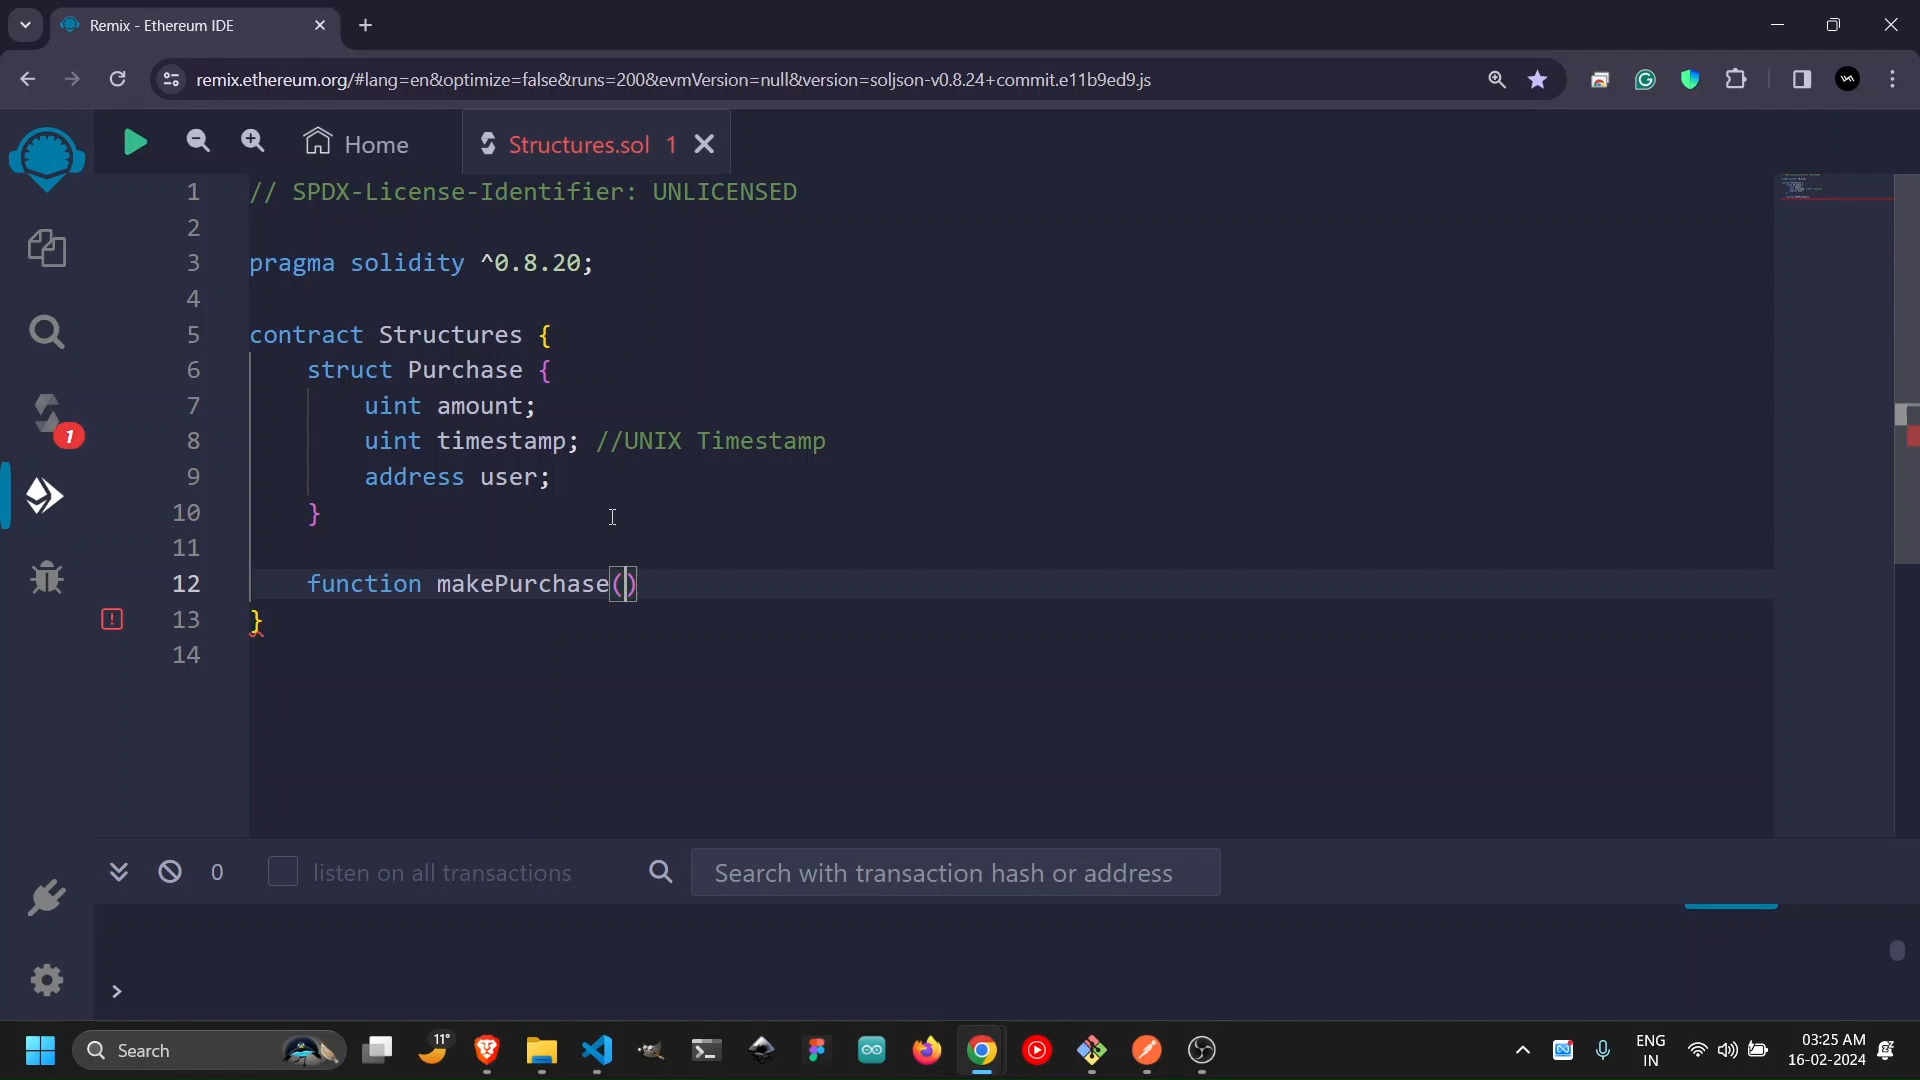 Remix - Ethereum IDE
remix.ethereum.org/#lang=en&optimize=false&runs=200&evmVersion=null&version=soljson-v0.8.24+commit.e11b9ed9.js
Home
Structures.sol 1
1 // SPDX-License-Identifier: UNLICENSED
2
3 pragma solidity ^0.8.20;
4
5 contract Structures {
6 struct Purchase {
7 uint amount;
8 uint timestamp; //UNIX Timestamp
9 address user;
10 }
11
12 function makePurchase()
13 }
14
1
0 listen on all transactions Search with transaction hash or address
>
Search
11°
ENG
IN
03:25 AM
16-02-2024